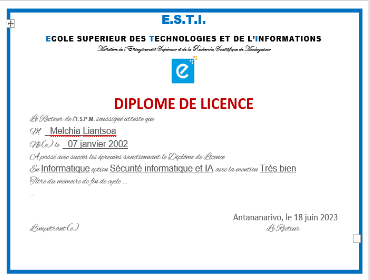 E.S.T.I.
ECOLE SUPERIEUR DES TECHNOLOGIES ET DE L'INFORMATIONS
Ministère de l'Enseignement Supérieur et de la Recherche Scientifique de Madagascar
e
DIPLOME DE LICENCE
Le Recteur de l'I.S.P.M. soussigné atteste que
M Melchia Liantsoa
Né(e) le 07 janvier 2002
A passé avec succès les épreuves sanctionnant le Diplôme de Licence
En Informatique option Sécurité informatique et IA avec la mention Très bien
Titre du mémoire de fin de cycle ...
...
Antananarivo, le 18 juin 2023
L'impétrant(e) Le Recteur